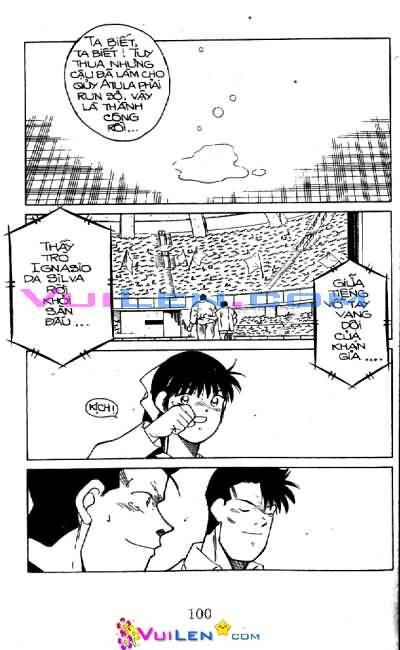 TA BIẾT,
TA BIẾT! TUY
THUA NHƯNG
CẬU ĐÃ LÀM CHO
QỦY ATULA PHẢI
RUN SỢ, VẬY
LÀ THÀNH
CÔNG
RỒI...
GIỮA
TIẾNG
VỖ TAY
VANG
DỘI
CỦA
KHÁN
GIẢ....
THẦY
TRÒ
IGNASIO
DA SILVA
RỜI
KHỎI
SÂN
ĐẤU...
VUILEN.COM
KỊCH!
100
VUILEN.COM